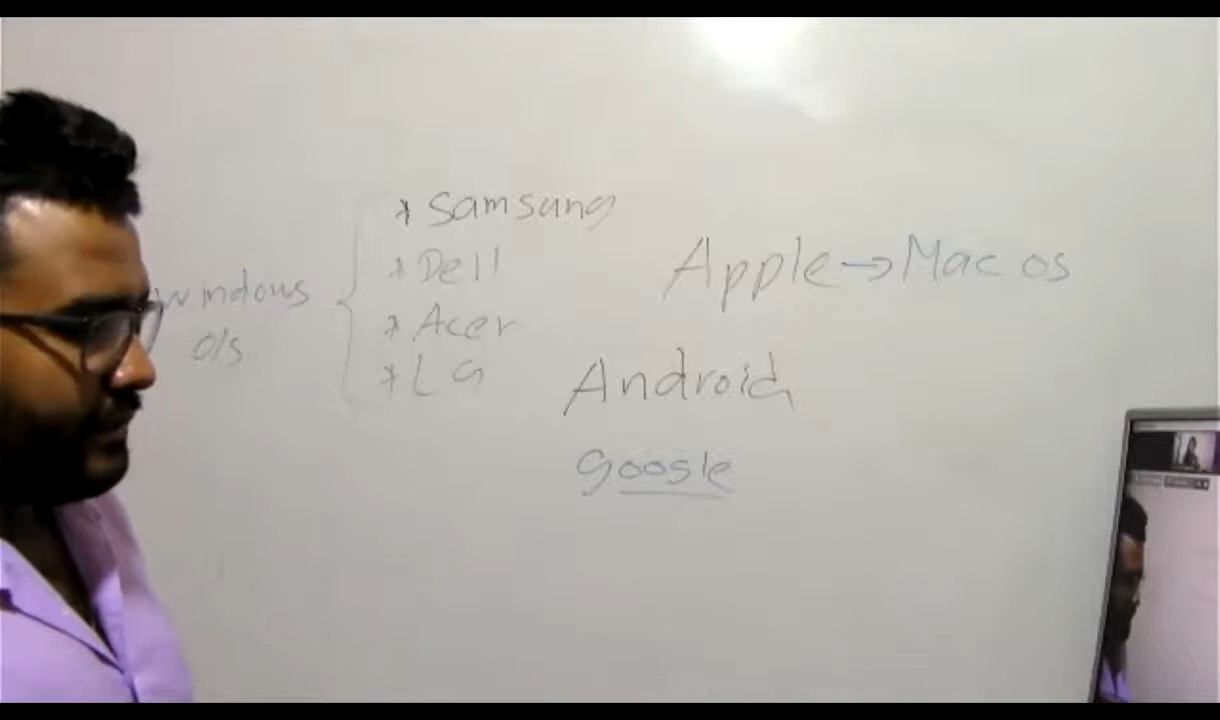 Windows
O/S
* Samsung
* Dell
* Acer
* LG
Apple → Mac os
Android
Google